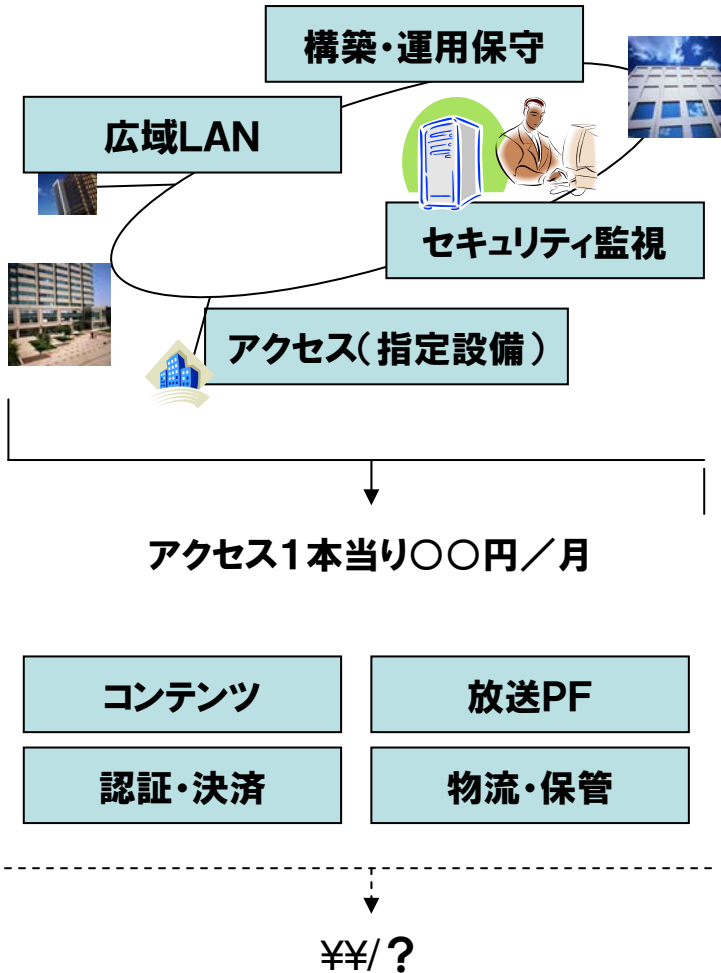 構築・運用保守
広域LAN
セキュリティ監視
アクセス(指定設備)
アクセス1本当り○○円／月
コンテンツ
放送PF
認証・決済
物流・保管
¥¥/?